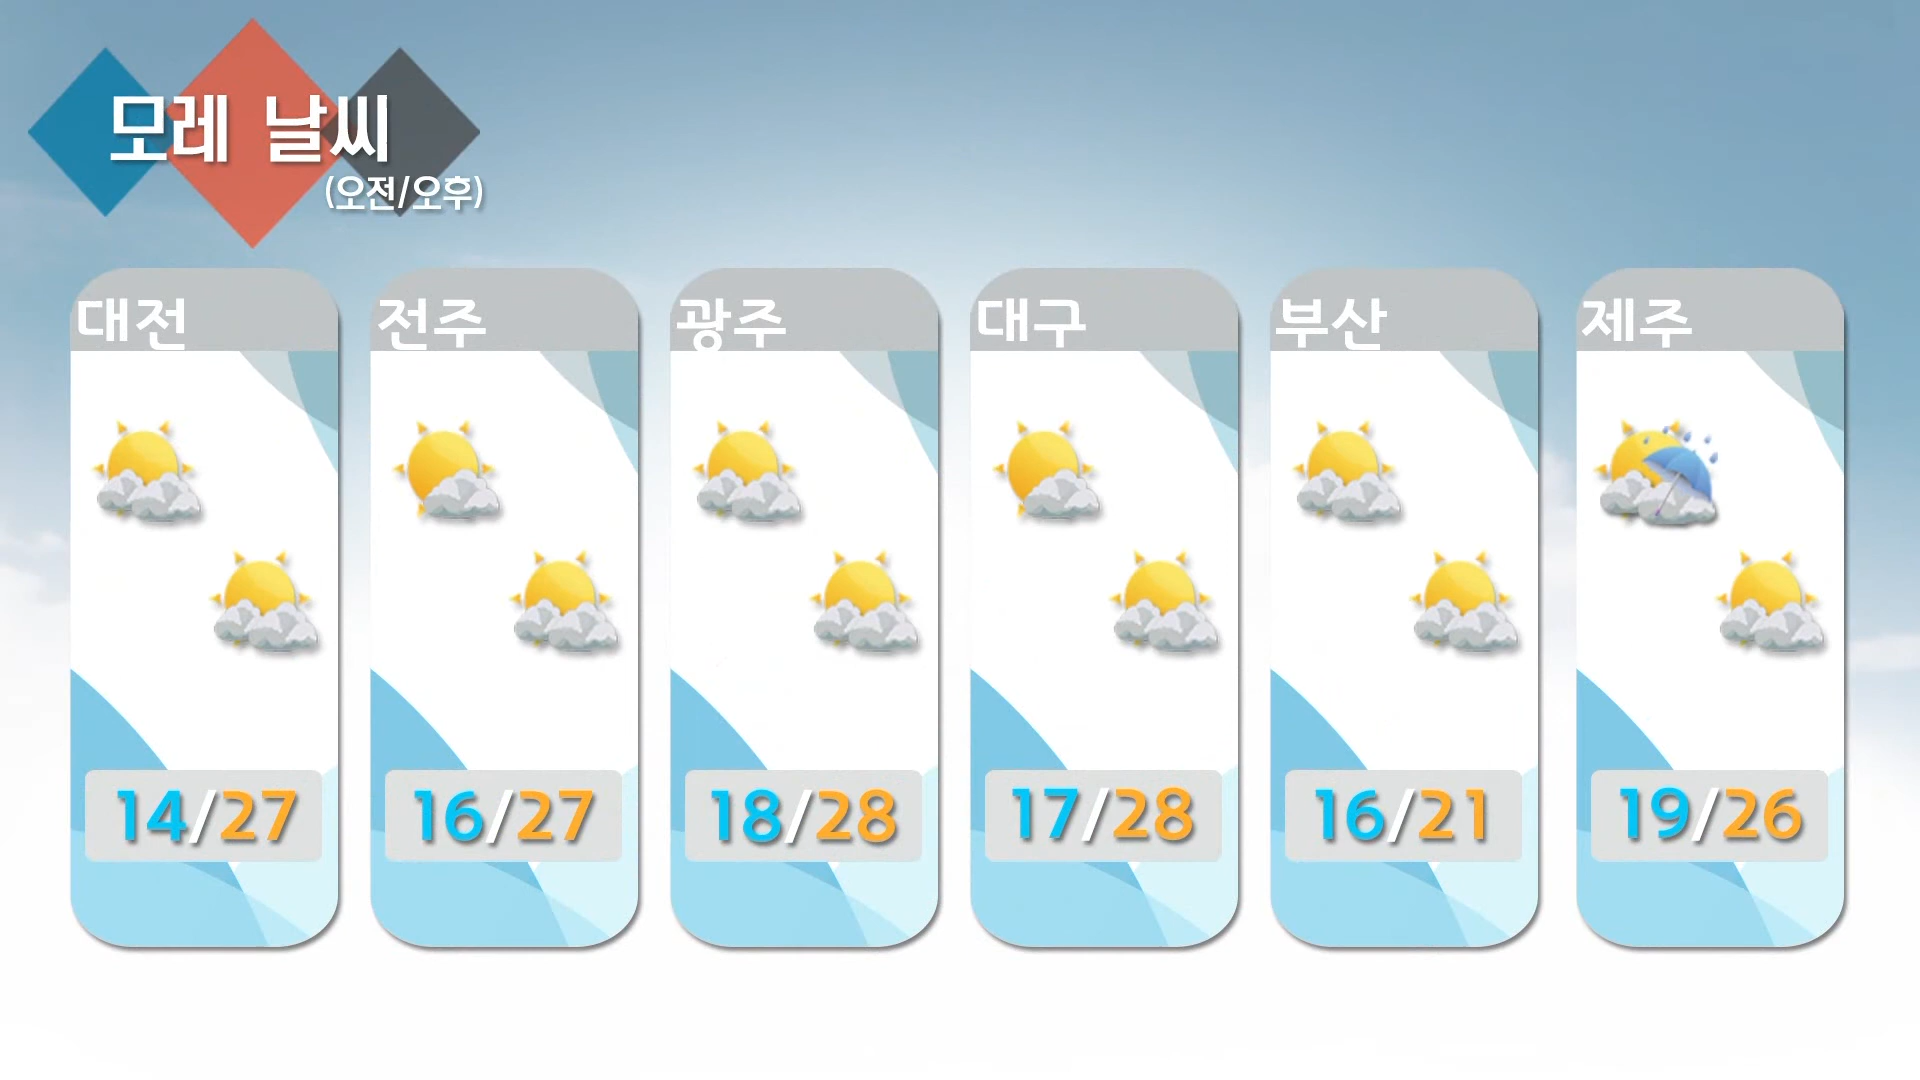 모레 날씨
(오전/오후)
대전
전주
광주
대구
부산
제주
14/27
16/27
18/28
17/28
16/21
19/26